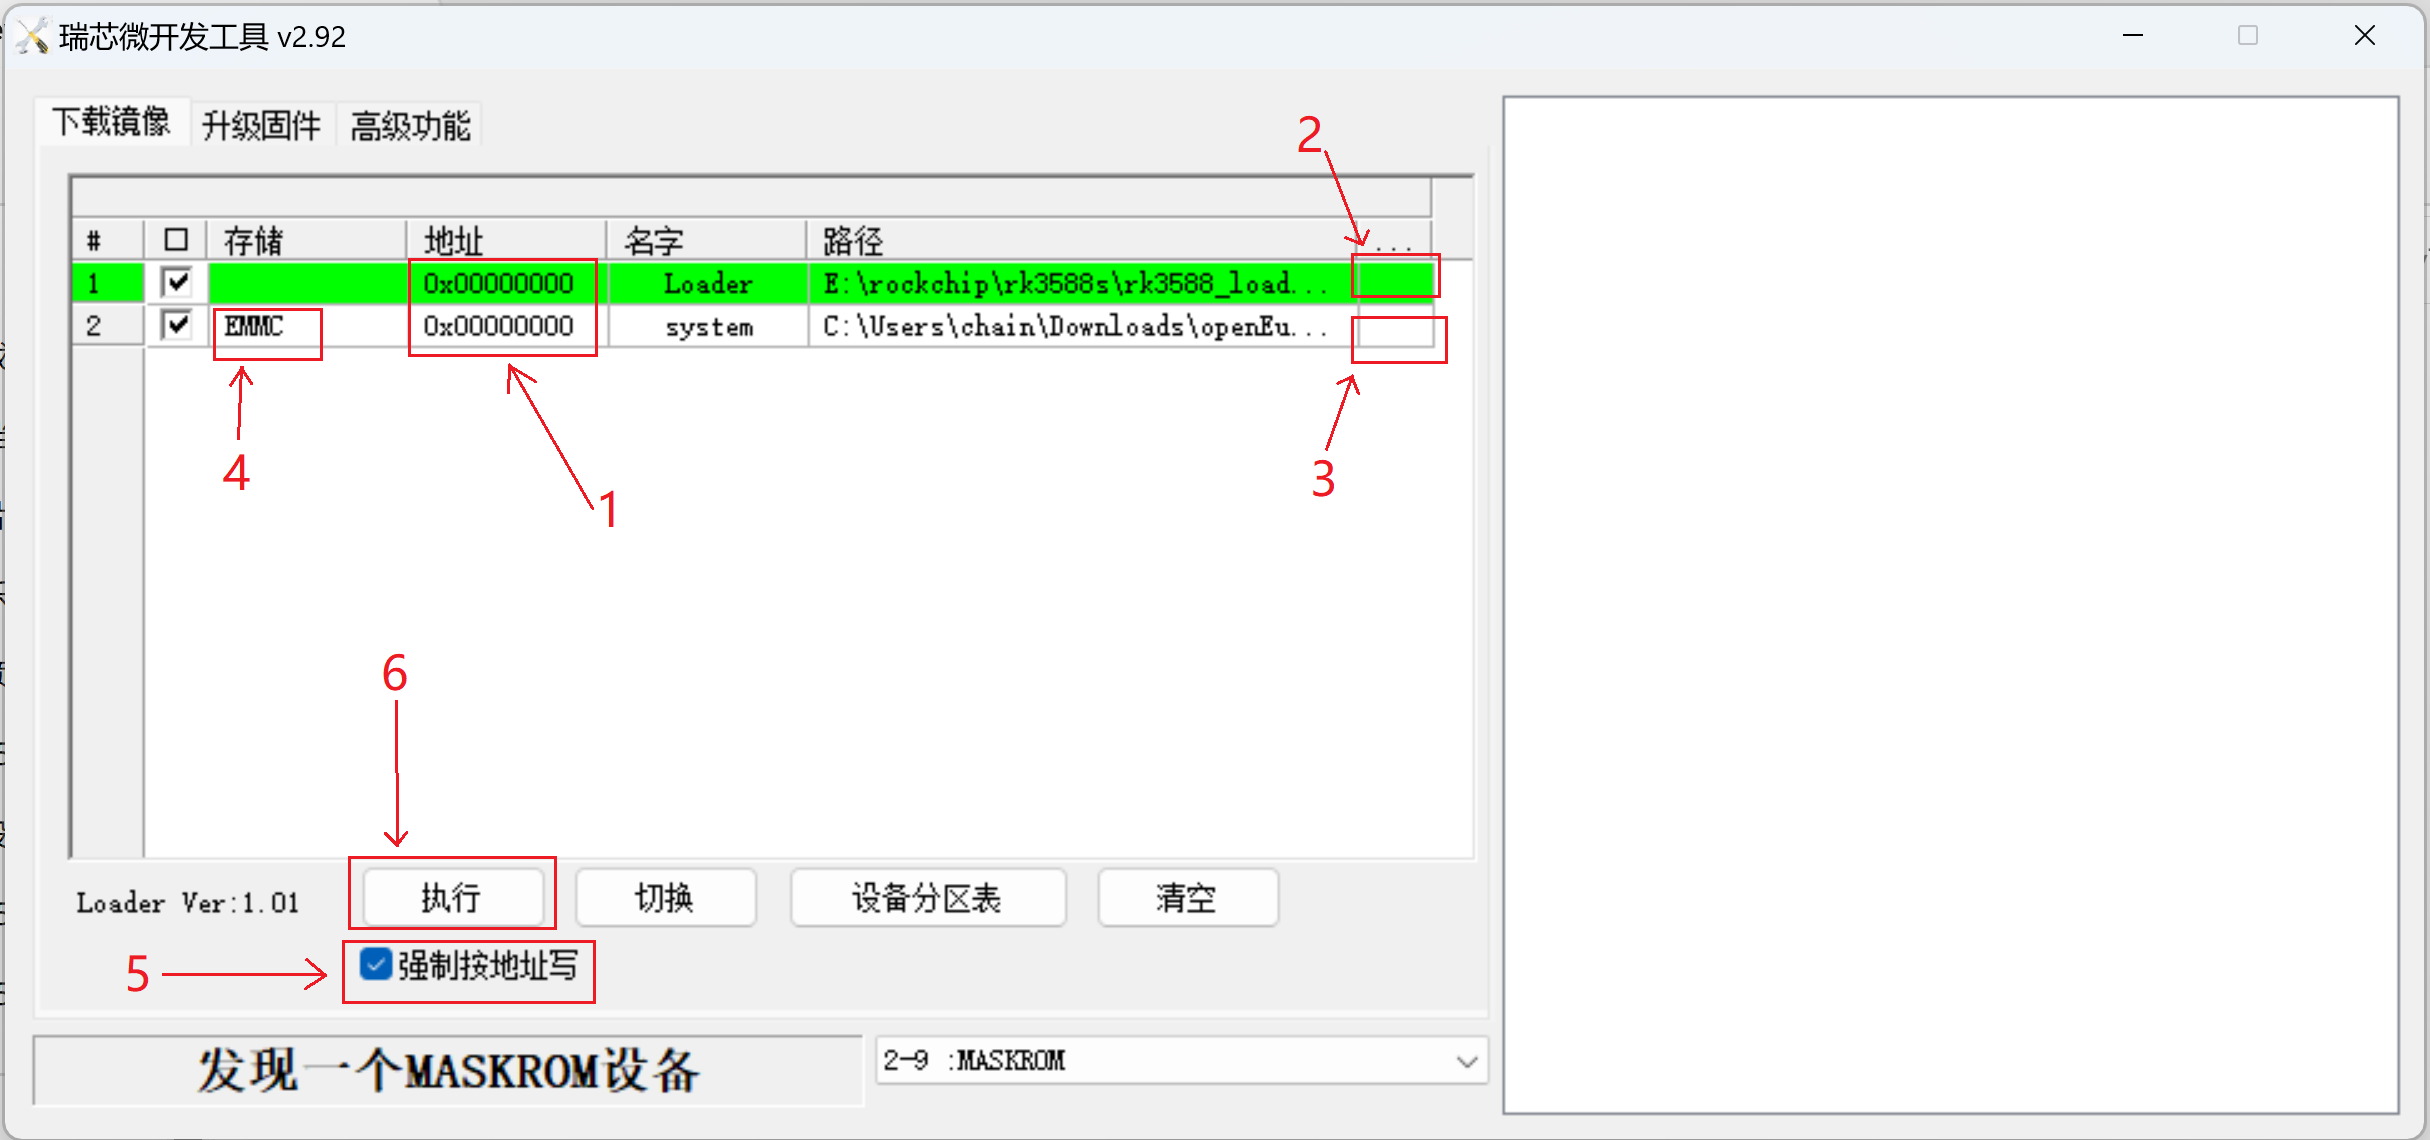 瑞芯微开发工具 v2.92
下载镜像 升级固件 高级功能
2
# 存储 地址 名字 路径 ...
1 0x00000000 Loader E:\rockchip\rk3588s\rk3588_load...
2 EMMC 0x00000000 system C:\Users\chain\Downloads\openEu...
4
1
3
6
Loader Ver:1.01 执行 切换 设备分区表 清空
5 强制按地址写
发现一个MASKROM设备 2-9 :MASKROM